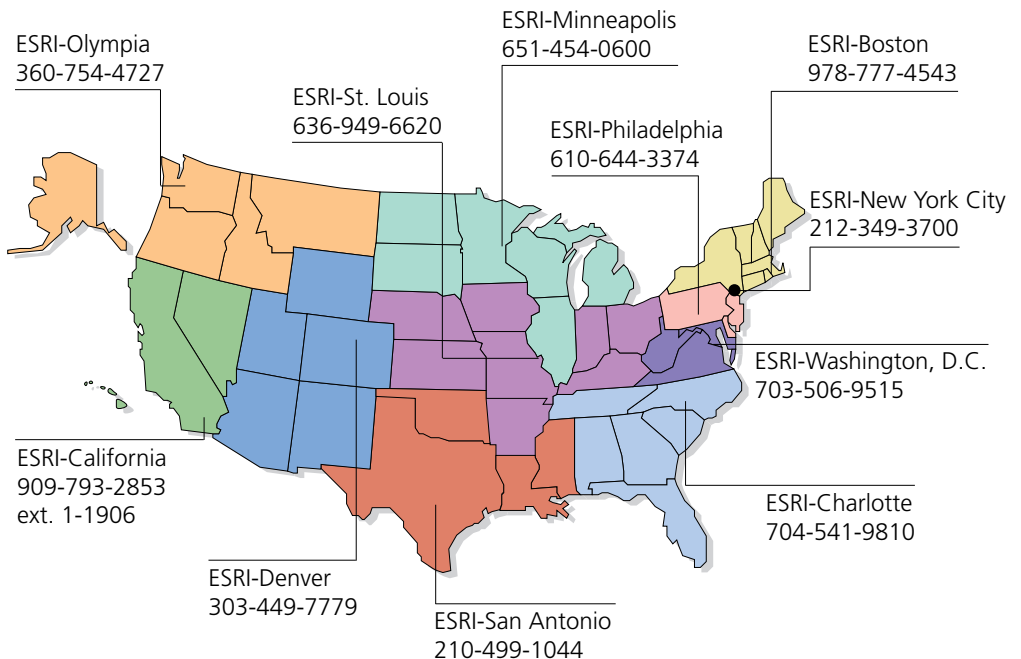 ESRI-Minneapolis
651-454-0600
ESRI-Olympia
360-754-4727
ESRI-Boston
978-777-4543
ESRI-St. Louis
636-949-6620
ESRI-Philadelphia
610-644-3374
ESRI-New York City
212-349-3700
ESRI-Washington, D.C.
703-506-9515
ESRI-California
909-793-2853
ext. 1-1906
ESRI-Charlotte
704-541-9810
ESRI-Denver
303-449-7779
ESRI-San Antonio
210-499-1044